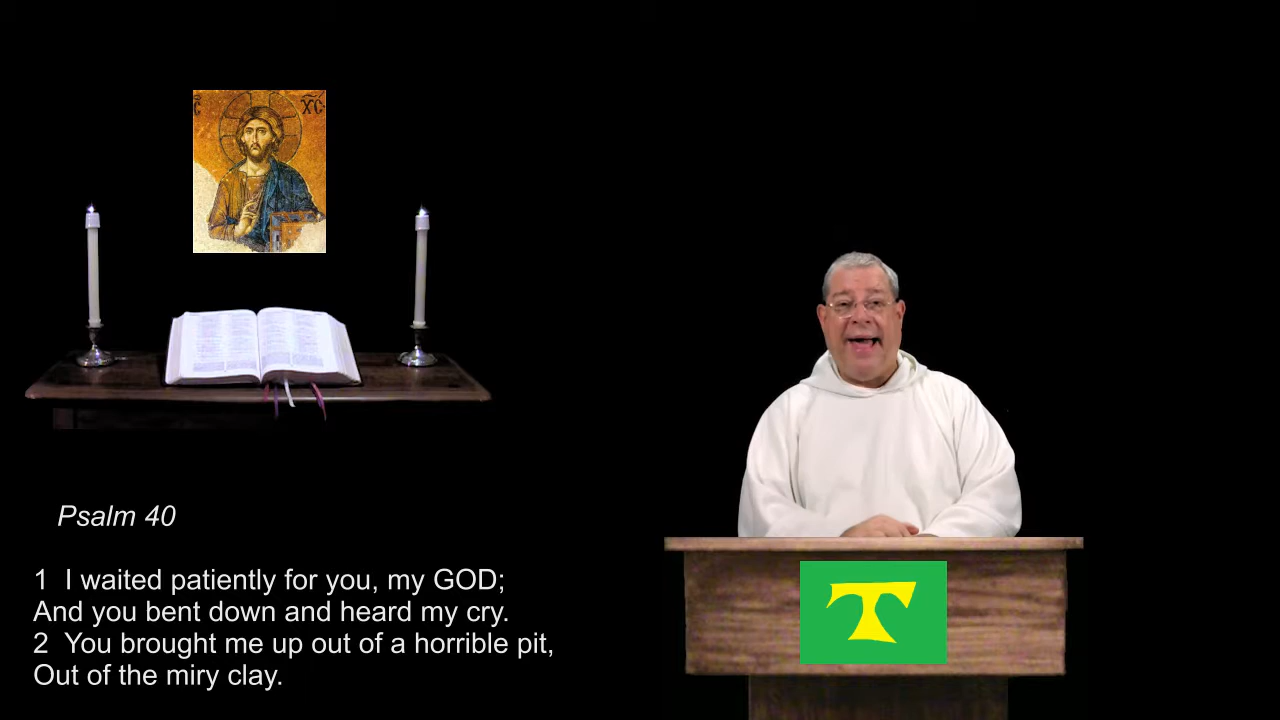 XC
Psalm 40
1 I waited patiently for you, my GOD;
And you bent down and heard my cry.
2 You brought me up out of a horrible pit,
Out of the miry clay.
T